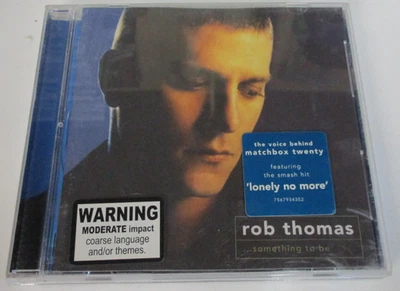 the voice behind
matchbox twenty
featuring
the smash hit
'lonely no more'
7567934352
WARNING
MODERATE impact
coarse language
and/or themes.
rob thomas
...something to be